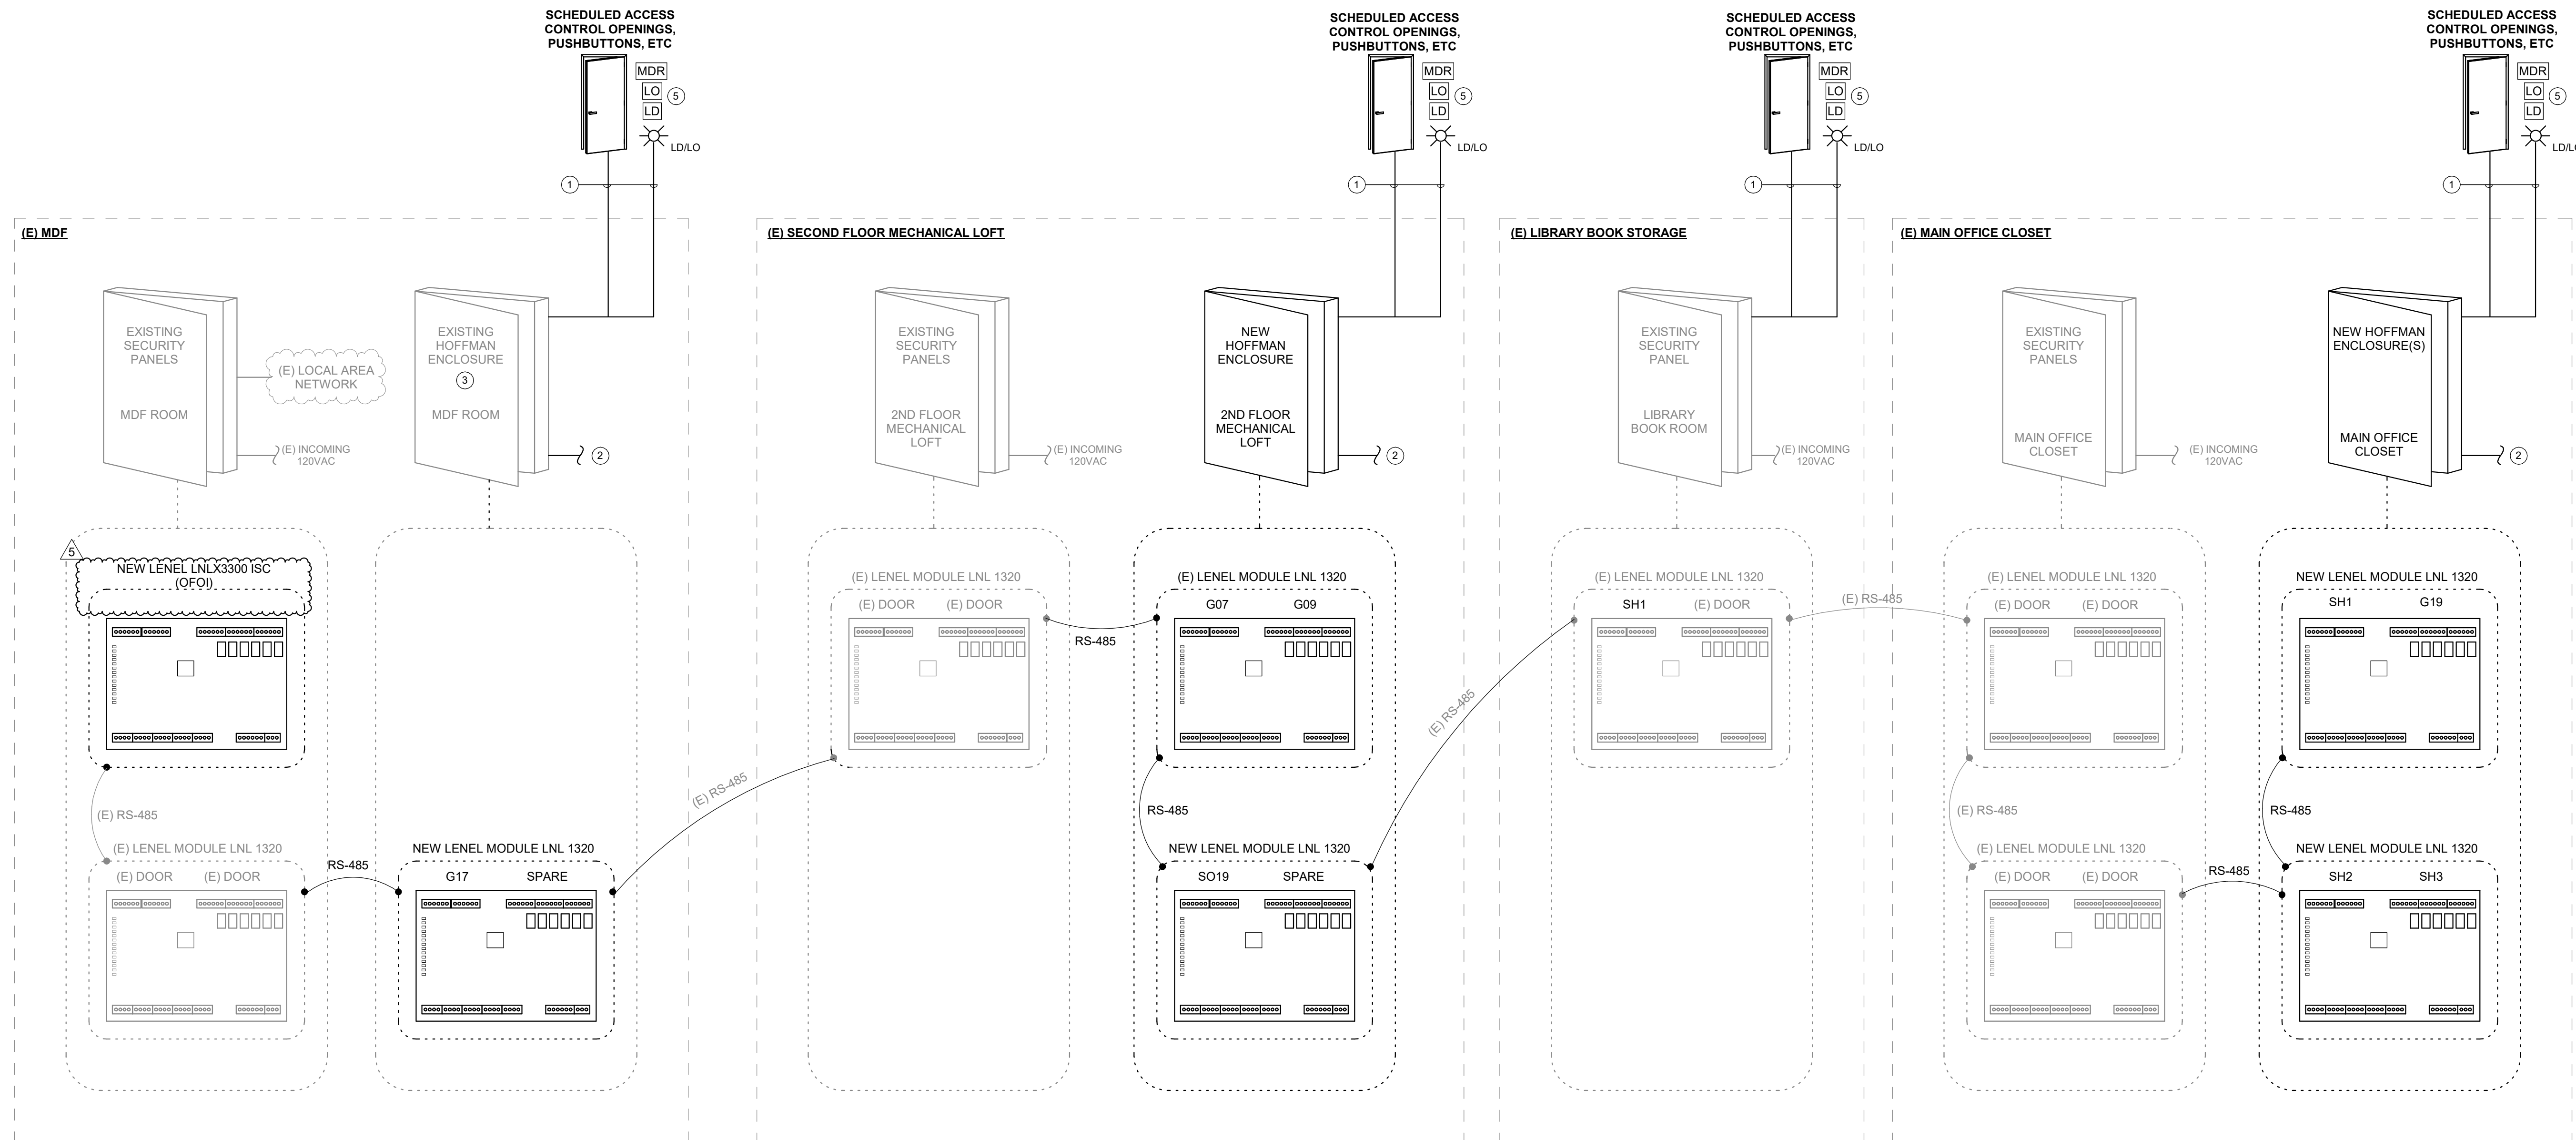 SCHEDULED ACCESS
CONTROL OPENINGS,
PUSHBUTTONS, ETC
MDR
LO
5
LD
LD/LO
1
SCHEDULED ACCESS
CONTROL OPENINGS,
PUSHBUTTONS, ETC
MDR
LO
5
LD
LD/LO
1
SCHEDULED ACCESS
CONTROL OPENINGS,
PUSHBUTTONS, ETC
MDR
LO
5
LD
LD/LO
1
SCHEDULED ACCESS
CONTROL OPENINGS,
PUSHBUTTONS, ETC
MDR
LO
5
LD
LD/LO
1
(E) MDF
EXISTING
SECURITY
PANELS
MDF ROOM
(E) LOCAL AREA
NETWORK
(E) INCOMING
120VAC
EXISTING
HOFFMAN
ENCLOSURE
3
MDF ROOM
2
5
NEW LENEL LNLX3300 ISC
(OFOI)
(E) RS-485
(E) LENEL MODULE LNL 1320
(E) DOOR (E) DOOR
RS-485
NEW LENEL MODULE LNL 1320
G17 SPARE
(E) RS-485
(E) SECOND FLOOR MECHANICAL LOFT
EXISTING
SECURITY
PANELS
2ND FLOOR
MECHANICAL
LOFT
(E) INCOMING
120VAC
NEW
HOFFMAN
ENCLOSURE
2ND FLOOR
MECHANICAL
LOFT
2
(E) LENEL MODULE LNL 1320
(E) DOOR (E) DOOR
RS-485
(E) LENEL MODULE LNL 1320
G07 G09
RS-485
NEW LENEL MODULE LNL 1320
SO19 SPARE
(E) RS-485
(E) LIBRARY BOOK STORAGE
EXISTING
SECURITY
PANEL
LIBRARY
BOOK ROOM
(E) INCOMING
120VAC
(E) LENEL MODULE LNL 1320
SH1 (E) DOOR
(E) RS-485
(E) MAIN OFFICE CLOSET
EXISTING
SECURITY
PANELS
MAIN OFFICE
CLOSET
(E) INCOMING
120VAC
NEW HOFFMAN
ENCLOSURE(S)
MAIN OFFICE
CLOSET
2
(E) LENEL MODULE LNL 1320
(E) DOOR (E) DOOR
(E) RS-485
(E) LENEL MODULE LNL 1320
(E) DOOR (E) DOOR
RS-485
NEW LENEL MODULE LNL 1320
SH1 G19
RS-485
NEW LENEL MODULE LNL 1320
SH2 SH3